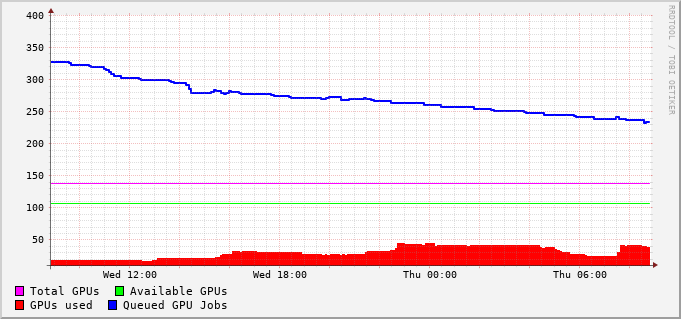 400
350
300
250
200
150
100
50
Wed 12:00 Wed 18:00 Thu 00:00 Thu 06:00
Total GPUs Available GPUs
GPUs used Queued GPU Jobs
RRDTOOL / TOBI OETIKER